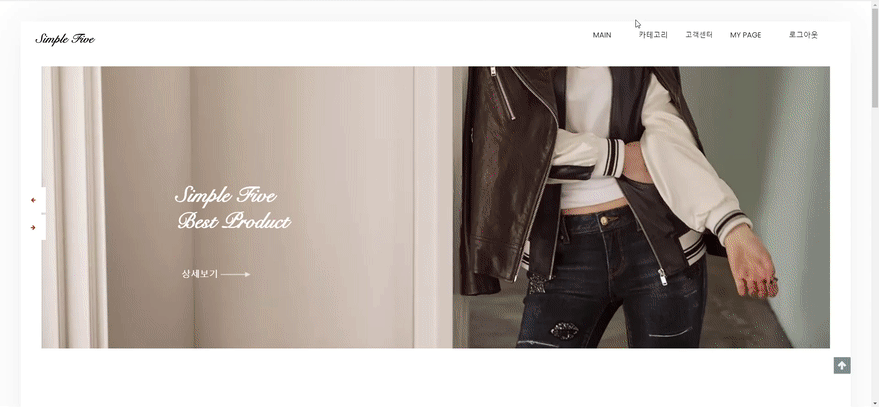 Simple Five
MAIN
카테고리
고객센터
MY PAGE
로그아웃
Simple Five
Best Product
상세보기